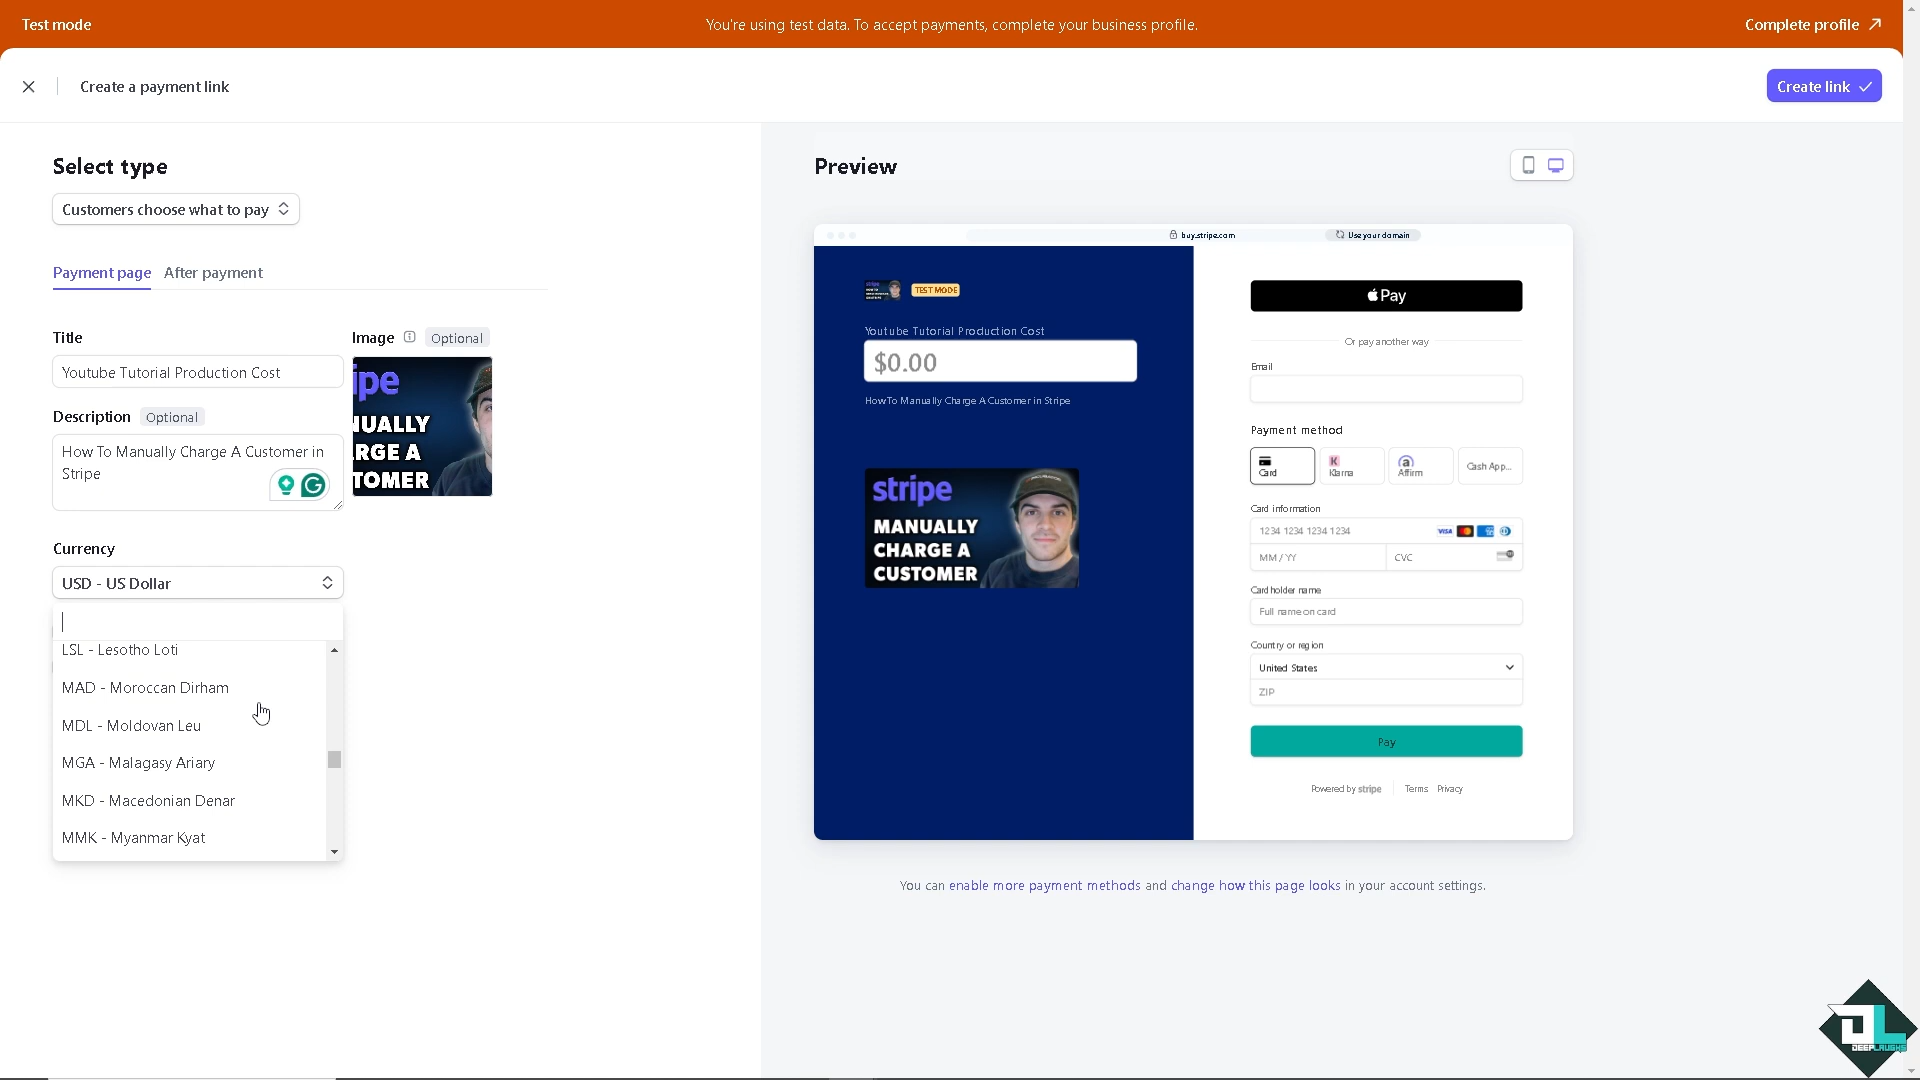 Test mode
You're using test data. To accept payments, complete your business profile.
Complete profile
Create a payment link
Create link
Select type
Customers choose what to pay
Payment page
After payment
Title
Image
Optional
Youtube Tutorial Production Cost
ipe
NUALLY
RGE A
TOMER
Description
Optional
How To Manually Charge A Customer in
Stripe
Currency
USD - US Dollar
LSL - Lesotho Loti
MAD - Moroccan Dirham
MDL - Moldovan Leu
MGA - Malagasy Ariary
MKD - Macedonian Denar
MMK - Myanmar Kyat
Preview
buy.stripe.com
Use your domain
TEST MODE
Youtube Tutorial Production Cost
$0.00
How To Manually Charge A Customer in Stripe
stripe
MANUALLY
CHARGE A
CUSTOMER
Pay
Or pay another way
Email
Payment method
Card
Klarna
Affirm
Cash App...
Card information
1234 1234 1234 1234
VISA
MM / YY
CVC
Cardholder name
Full name on card
Country or region
United States
ZIP
Pay
Powered by stripe
Terms
Privacy
You can enable more payment methods and change how this page looks in your account settings.
DEEPLAUGHS